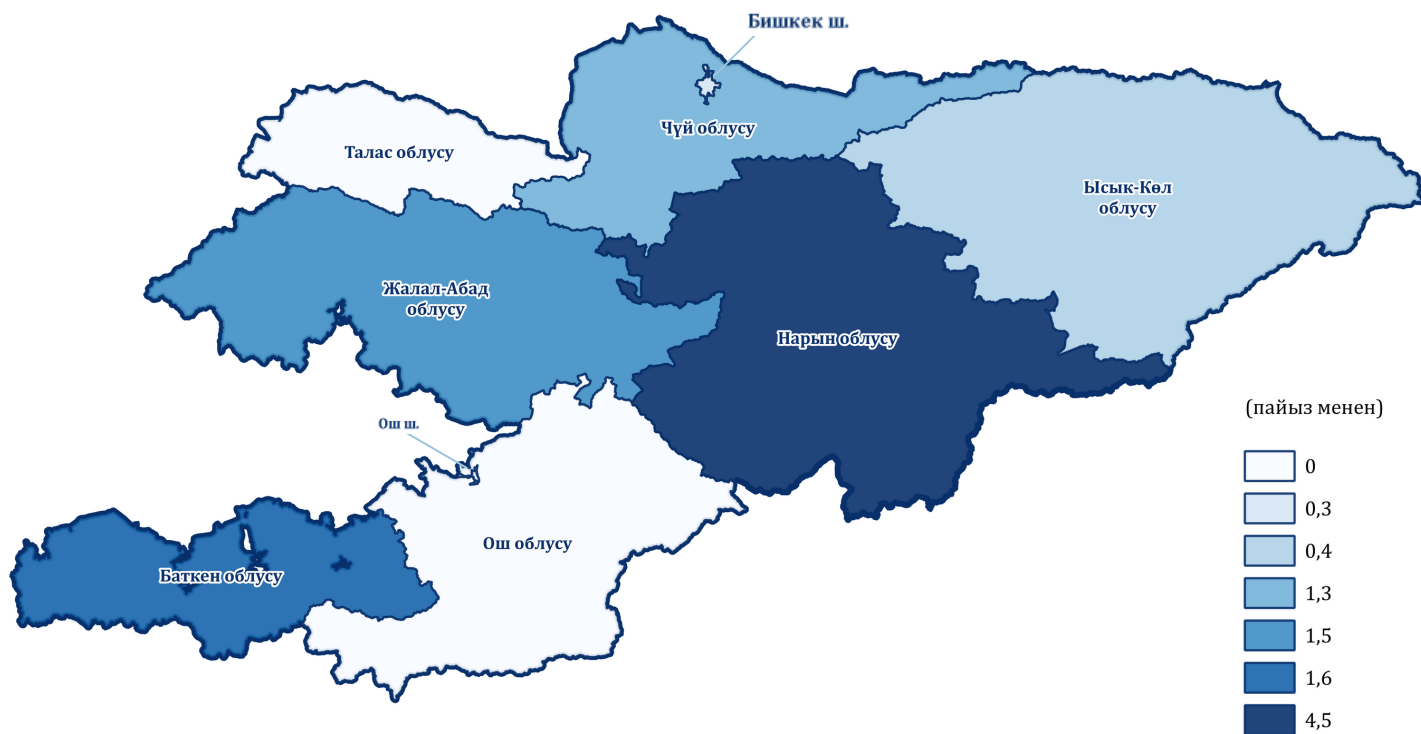 Бишкек ш.
Чүй облусу
Талас облусу
Ысык-Көл
облусу
Жалал-Абад
облусу
Нарын облусу
(пайыз менен)
Ош ш.
0
0,3
Ош облусу
0,4
Баткен облусу
1,3
1,5
1,6
4,5